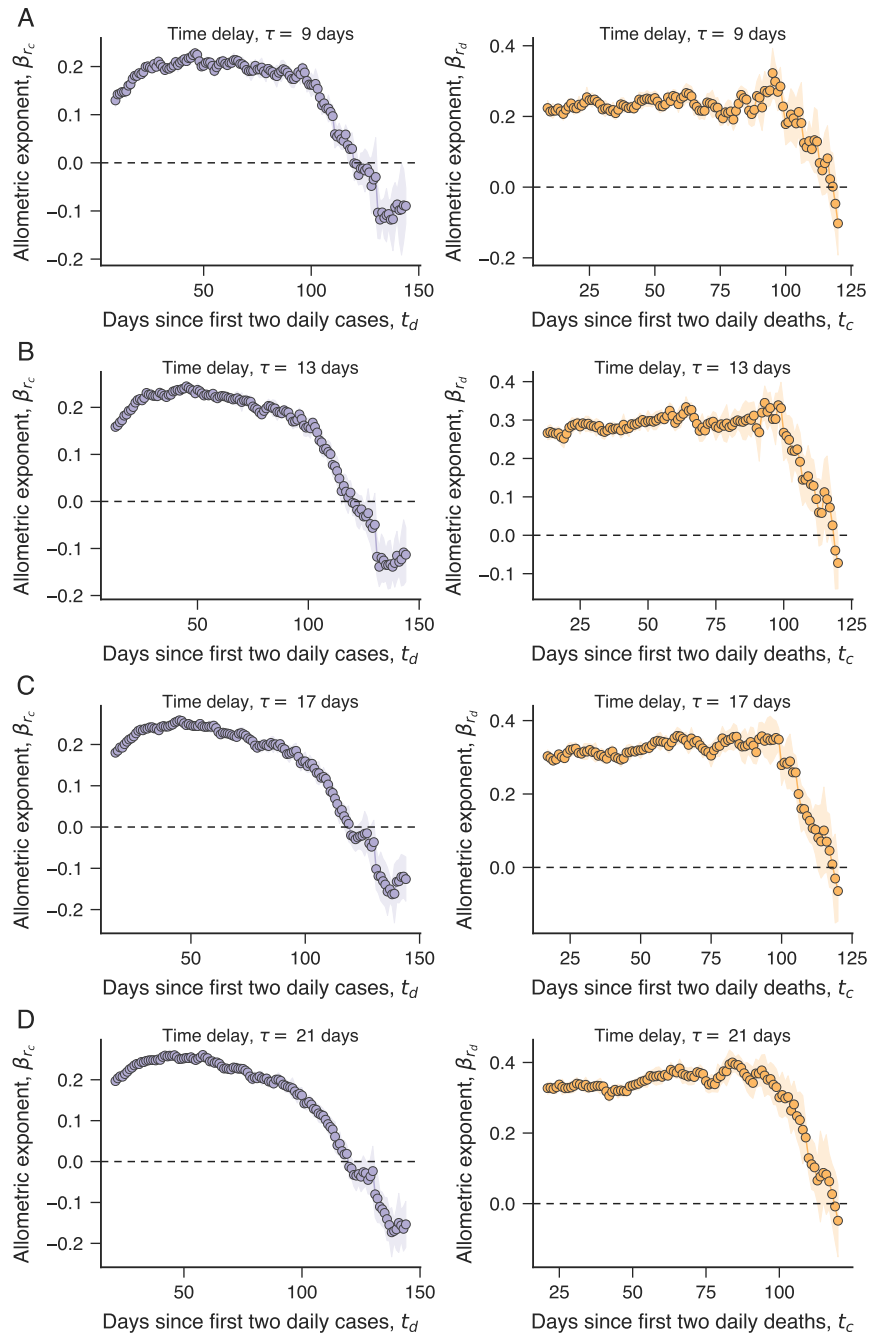 A
Time delay, τ = 9 days
Allometric exponent, β_{r_c}
0.2
0.1
0.0
−0.1
−0.2
50
100
150
Days since first two daily cases, t_d
Time delay, τ = 9 days
Allometric exponent, β_{r_d}
0.4
0.2
0.0
−0.2
25
50
75
100
125
Days since first two daily deaths, t_c
B
Time delay, τ = 13 days
Allometric exponent, β_{r_c}
0.2
0.1
0.0
−0.1
−0.2
50
100
150
Days since first two daily cases, t_d
Time delay, τ = 13 days
Allometric exponent, β_{r_d}
0.4
0.3
0.2
0.1
0.0
−0.1
25
50
75
100
125
Days since first two daily deaths, t_c
C
Time delay, τ = 17 days
Allometric exponent, β_{r_c}
0.2
0.1
0.0
−0.1
−0.2
50
100
150
Days since first two daily cases, t_d
Time delay, τ = 17 days
Allometric exponent, β_{r_d}
0.4
0.2
0.0
25
50
75
100
125
Days since first two daily deaths, t_c
D
Time delay, τ = 21 days
Allometric exponent, β_{r_c}
0.2
0.1
0.0
−0.1
−0.2
50
100
150
Days since first two daily cases, t_d
Time delay, τ = 21 days
Allometric exponent, β_{r_d}
0.4
0.2
0.0
25
50
75
100
Days since first two daily deaths, t_c